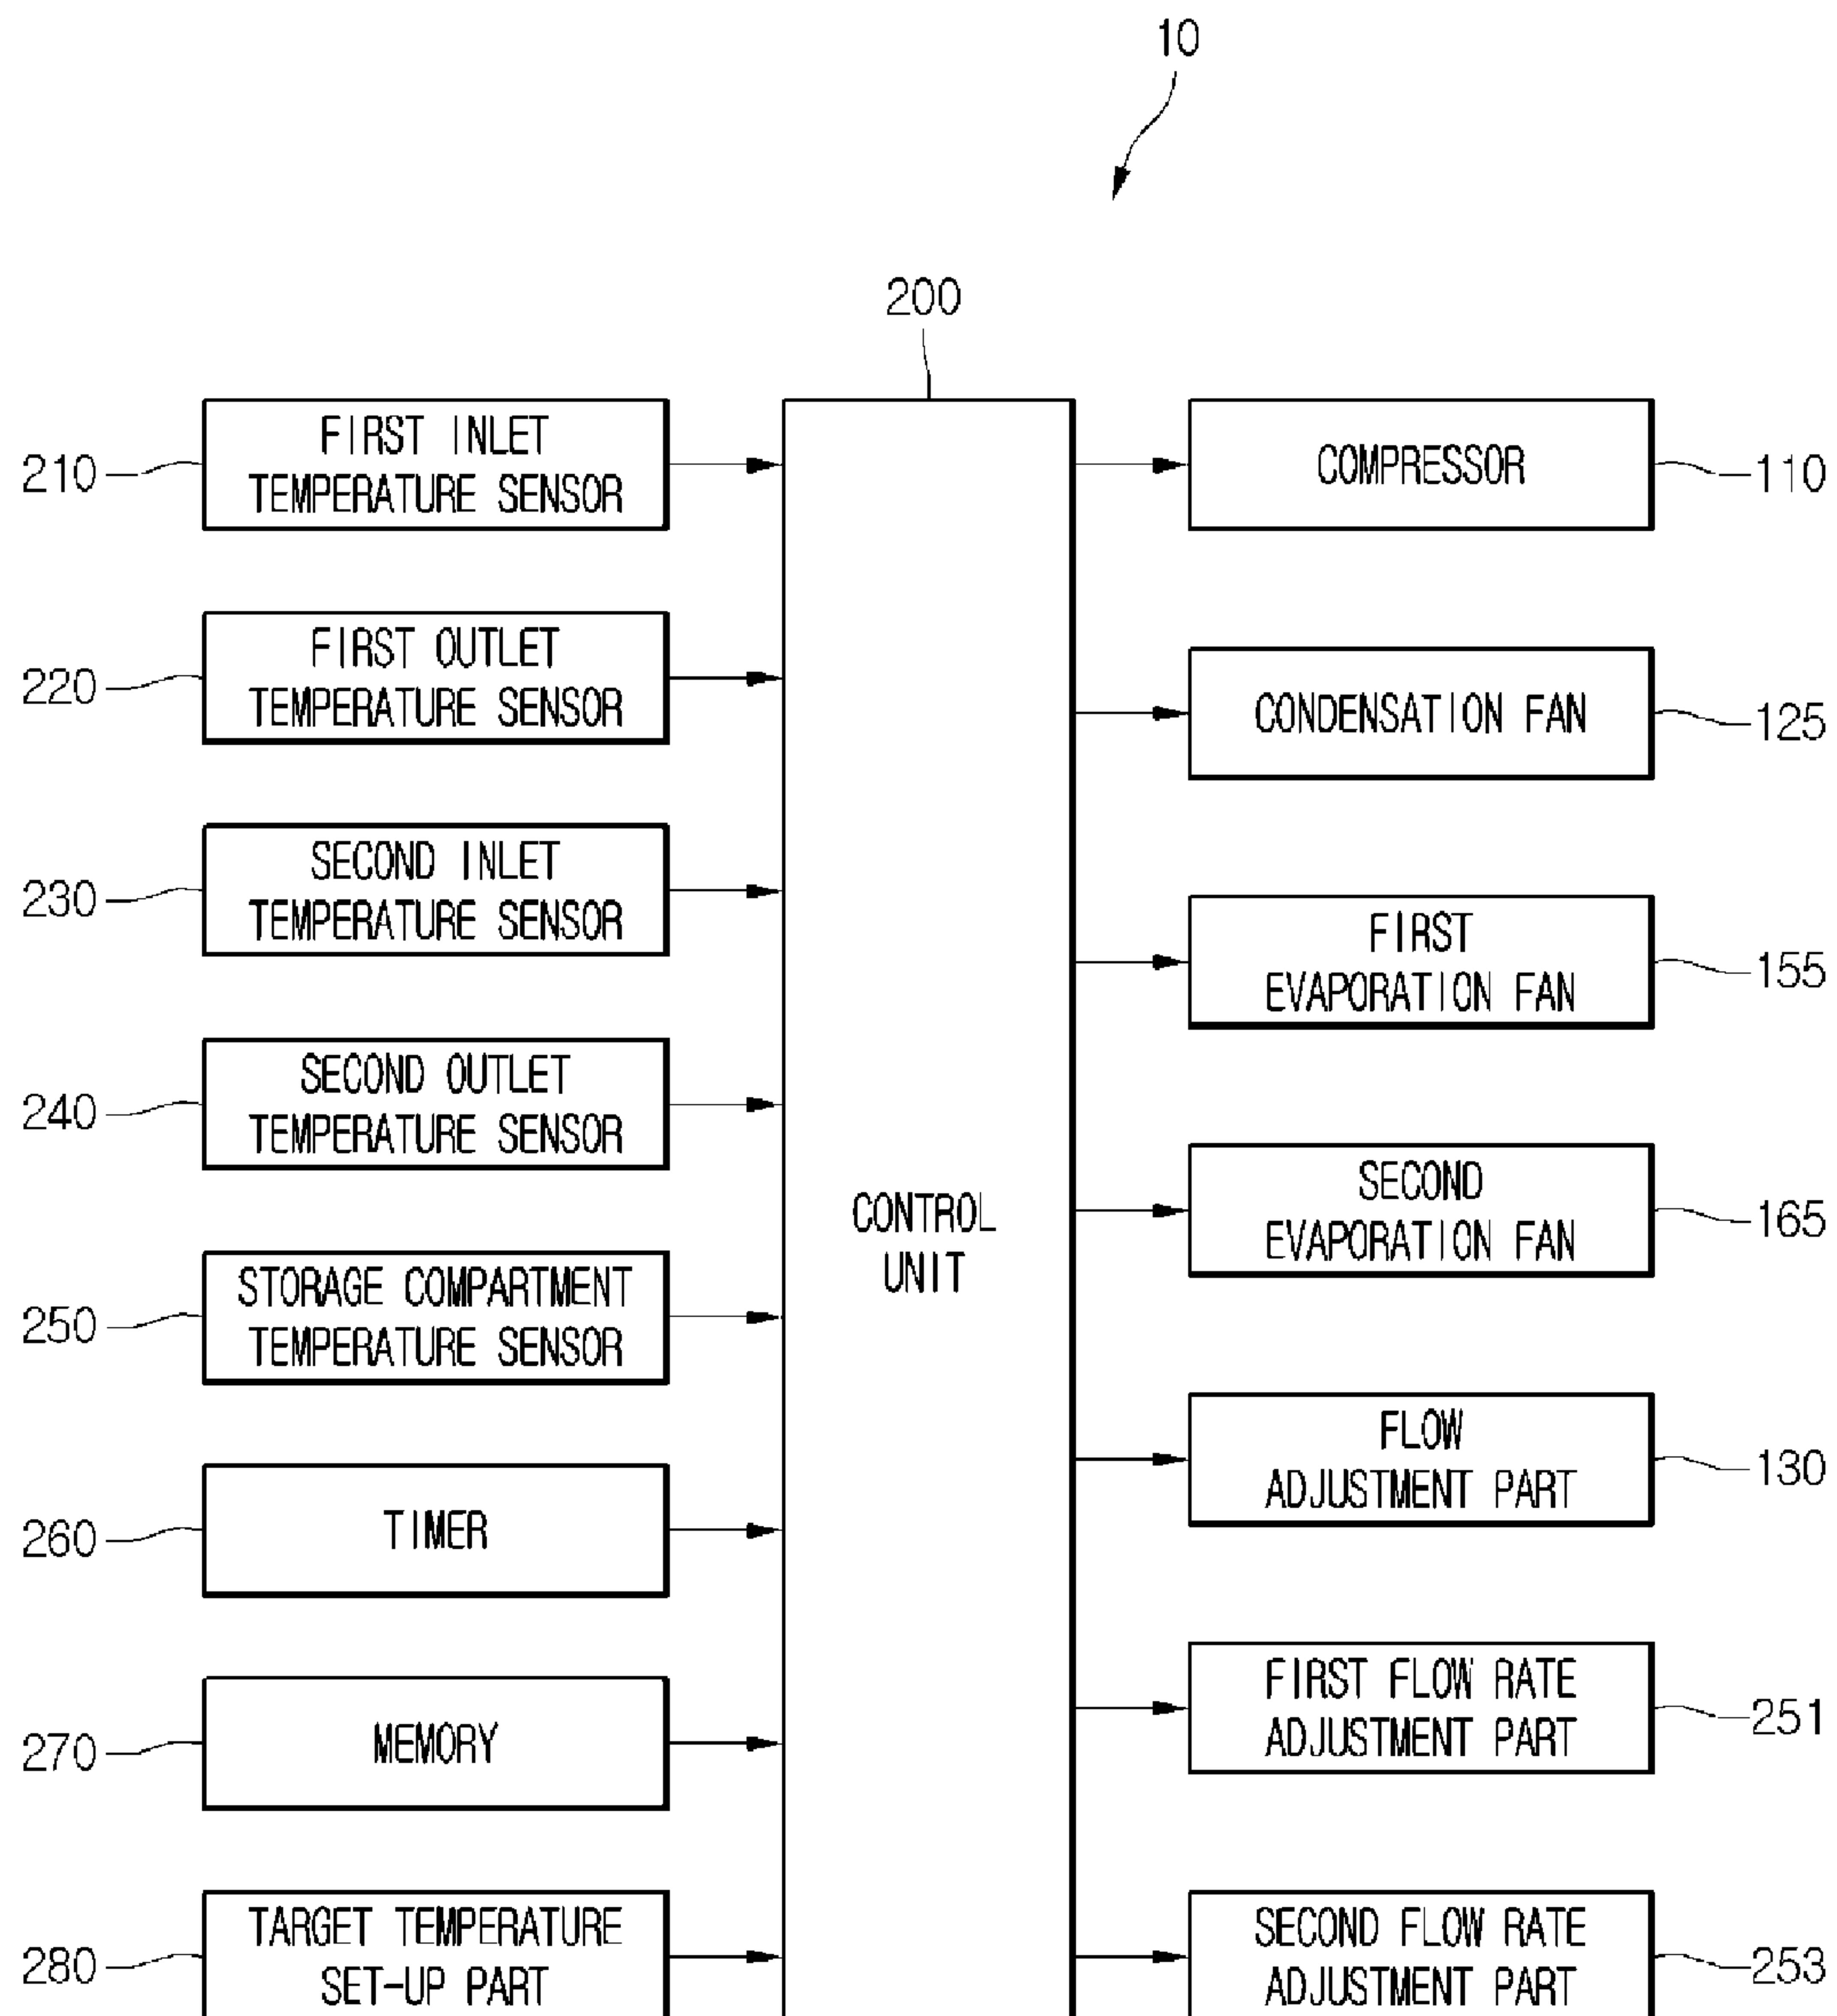 10
200
210
FIRST INLET
TEMPERATURE SENSOR
220
FIRST OUTLET
TEMPERATURE SENSOR
230
SECOND INLET
TEMPERATURE SENSOR
240
SECOND OUTLET
TEMPERATURE SENSOR
250
STORAGE COMPARTMENT
TEMPERATURE SENSOR
260
TIMER
270
MEMORY
280
TARGET TEMPERATURE
SET-UP PART
CONTROL
UNIT
COMPRESSOR
110
CONDENSATION FAN
125
FIRST
EVAPORATION FAN
155
SECOND
EVAPORATION FAN
165
FLOW
ADJUSTMENT PART
130
FIRST FLOW RATE
ADJUSTMENT PART
251
SECOND FLOW RATE
ADJUSTMENT PART
253